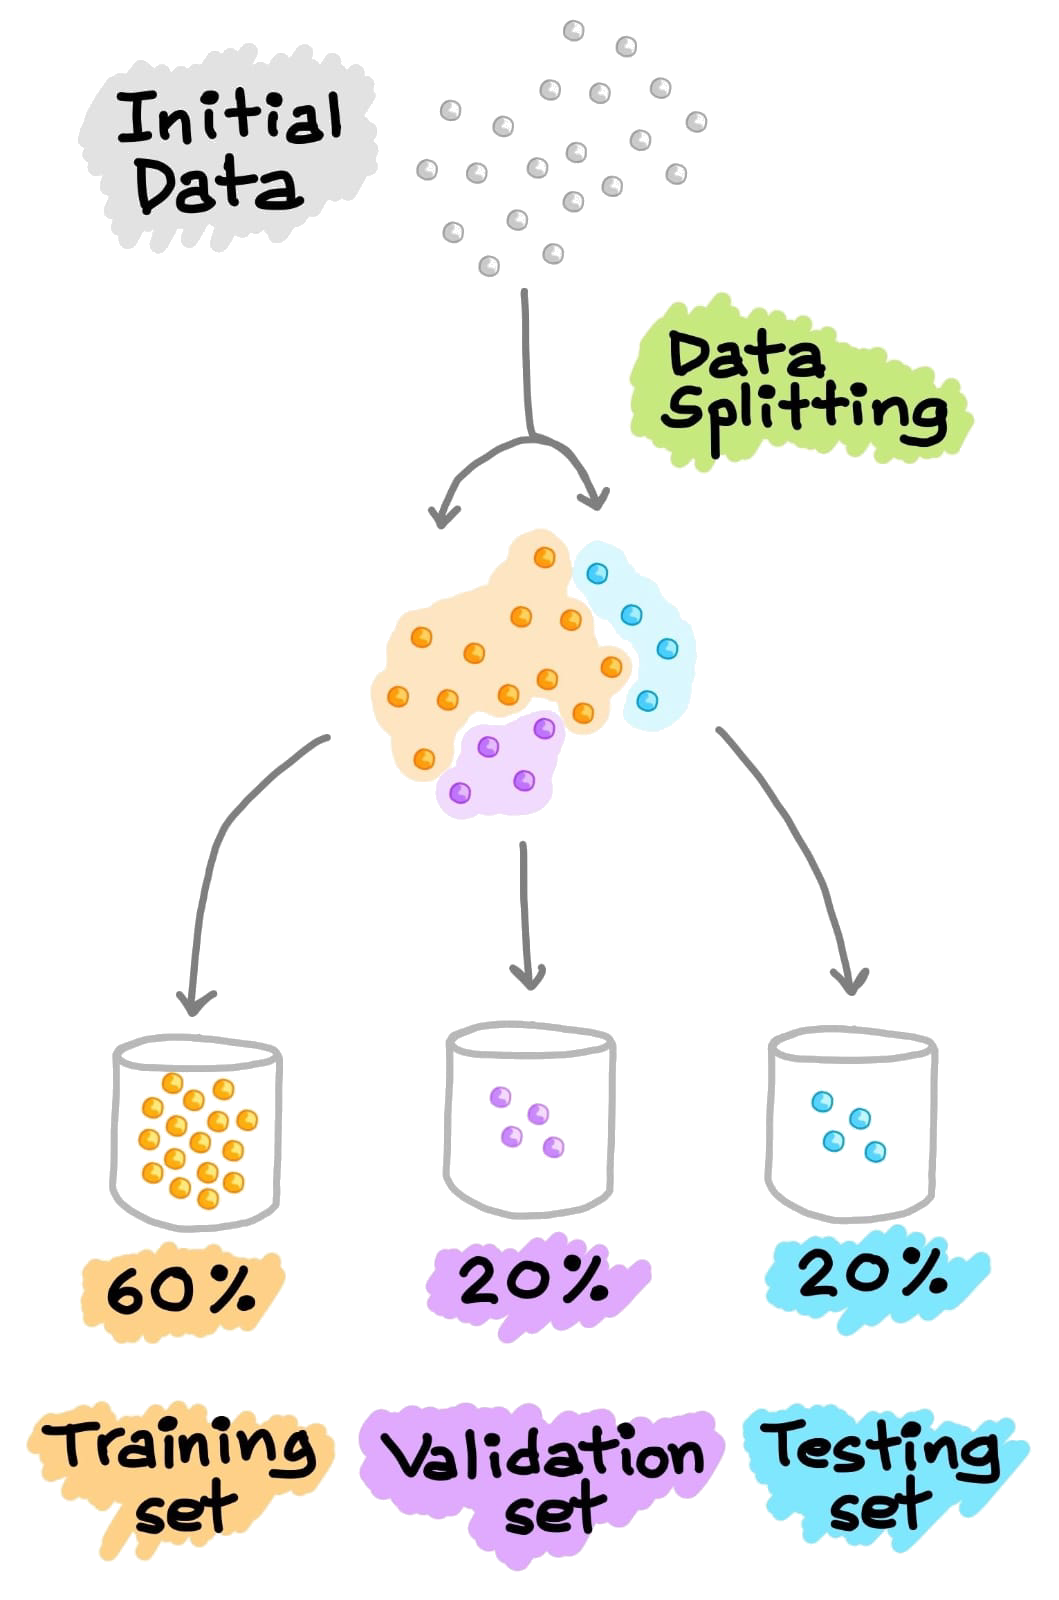 Initial
Data
Data
Splitting
60%
20%
20%
Training
set
Validation
set
Testing
set